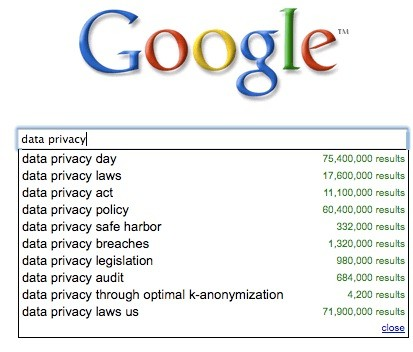 Google™
data privacy
data privacy day 75,400,000 results
data privacy laws 17,600,000 results
data privacy act 11,100,000 results
data privacy policy 60,400,000 results
data privacy safe harbor 332,000 results
data privacy breaches 1,320,000 results
data privacy legislation 980,000 results
data privacy audit 684,000 results
data privacy through optimal k-anonymization 4,200 results
data privacy laws us 71,900,000 results
close